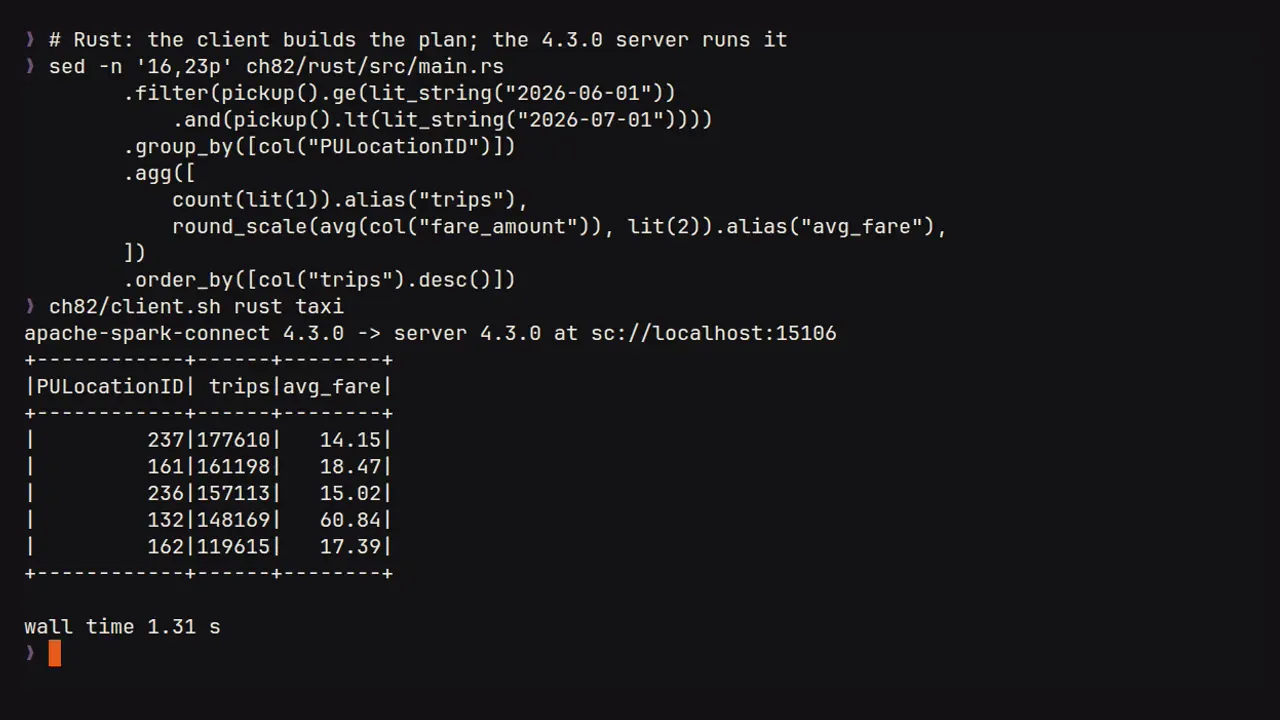 ❯ # Rust: the client builds the plan; the 4.3.0 server runs it
❯ sed -n '16,23p' ch82/rust/src/main.rs
        .filter(pickup().ge(lit_string("2026-06-01"))
            .and(pickup().lt(lit_string("2026-07-01"))))
        .group_by([col("PULocationID")])
        .agg([
            count(lit(1)).alias("trips"),
            round_scale(avg(col("fare_amount")), lit(2)).alias("avg_fare"),
        ])
        .order_by([col("trips").desc()])
❯ ch82/client.sh rust taxi
apache-spark-connect 4.3.0 -> server 4.3.0 at sc://localhost:15106
+------------+------+--------+
|PULocationID| trips|avg_fare|
+------------+------+--------+
|         237|177610|   14.15|
|         161|161198|   18.47|
|         236|157113|   15.02|
|         132|148169|   60.84|
|         162|119615|   17.39|
+------------+------+--------+

wall time 1.31 s
❯